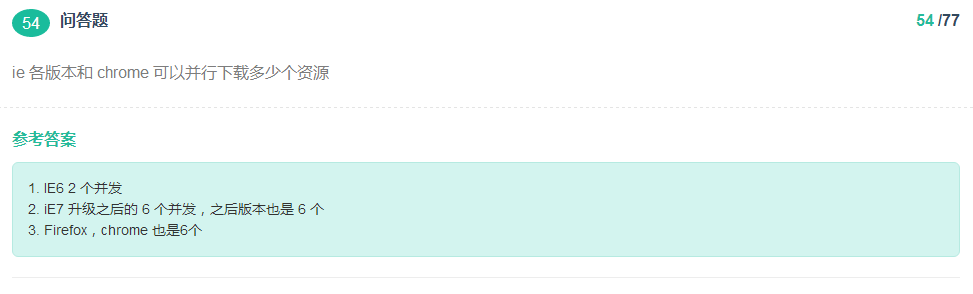 54 问答题 54 /77
ie 各版本和 chrome 可以并行下载多少个资源
参考答案
1. IE6 2 个并发
2. iE7 升级之后的 6 个并发，之后版本也是 6 个
3. Firefox，chrome 也是6个